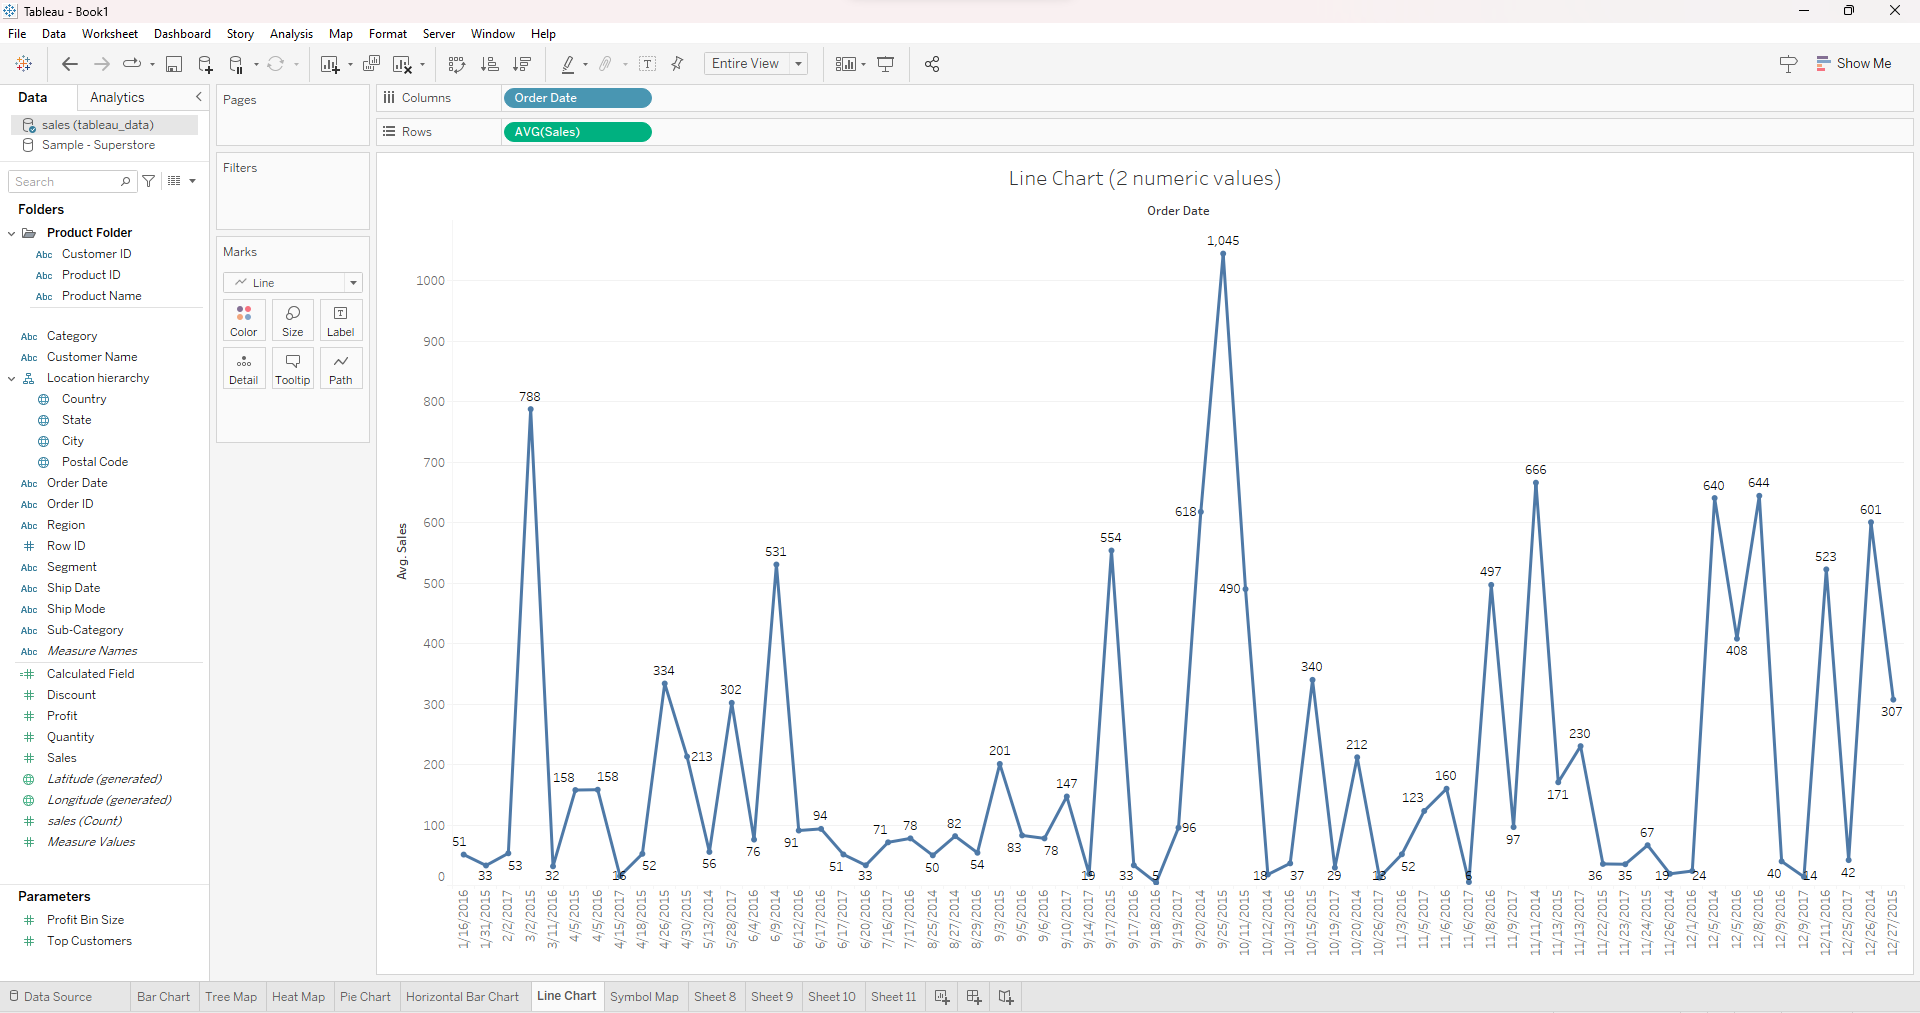 Tableau - Book1
File Data Worksheet Dashboard Story Analysis Map Format Server Window Help
Entire View
Show Me
Data Analytics
sales (tableau_data)
Sample - Superstore
Search
Folders
Product Folder
Abc Customer ID
Abc Product ID
Abc Product Name
Abc Category
Abc Customer Name
Location hierarchy
Country
State
City
Postal Code
Abc Order Date
Abc Order ID
Abc Region
# Row ID
Abc Segment
Abc Ship Date
Abc Ship Mode
Abc Sub-Category
Abc Measure Names
=# Calculated Field
# Discount
# Profit
# Quantity
# Sales
Latitude (generated)
Longitude (generated)
# sales (Count)
# Measure Values
Parameters
# Profit Bin Size
# Top Customers
Pages
Filters
Marks
Line
Color Size Label
Detail Tooltip Path
Columns Order Date
Rows AVG(Sales)
Line Chart (2 numeric values)
Order Date
Avg. Sales
1000
900
800
700
600
500
400
300
200
100
0
51 33 53 788 32 158 158 16 52 334 213 56 302 76 531 91 94 51 33 71 78 50 82 54 201 83 78 147 19 554 33 5 96 618 1,045 490 18 37 340 29 212 13 52 123 160 6 497 97 666 171 230 36 35 67 19 24 640 408 644 40 14 523 42 601 307
1/16/2016
1/31/2015
2/2/2017
3/2/2015
3/11/2016
4/5/2015
4/5/2016
4/15/2017
4/18/2015
4/26/2015
4/30/2015
5/13/2014
5/28/2017
6/4/2016
6/9/2014
6/12/2016
6/17/2016
6/17/2017
6/20/2016
7/16/2017
7/17/2016
8/25/2014
8/27/2014
8/29/2016
9/3/2015
9/5/2016
9/6/2016
9/10/2017
9/14/2017
9/17/2015
9/17/2016
9/18/2016
9/19/2017
9/20/2014
9/25/2015
10/11/2015
10/12/2014
10/13/2016
10/15/2015
10/19/2017
10/20/2014
10/26/2017
11/3/2016
11/5/2017
11/6/2016
11/6/2017
11/8/2016
11/9/2017
11/11/2014
11/13/2015
11/13/2017
11/22/2015
11/23/2017
11/24/2015
11/26/2014
12/1/2016
12/5/2014
12/5/2016
12/8/2016
12/9/2016
12/9/2017
12/11/2016
12/25/2017
12/26/2014
12/27/2015
Data Source Bar Chart Tree Map Heat Map Pie Chart Horizontal Bar Chart Line Chart Symbol Map Sheet 8 Sheet 9 Sheet 10 Sheet 11